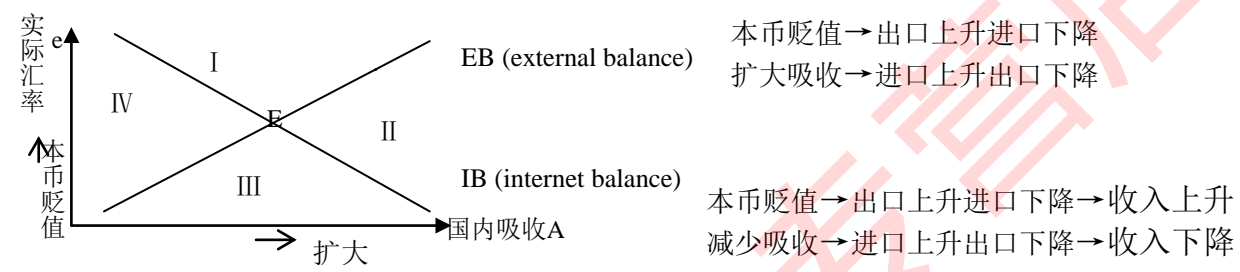 实际汇率
e
本币贬值
Ⅰ
Ⅳ
E
Ⅱ
Ⅲ
EB (external balance)
IB (internet balance)
国内吸收A
→ 扩大
本币贬值→出口上升进口下降
扩大吸收→进口上升出口下降
本币贬值→出口上升进口下降→收入上升
减少吸收→进口上升出口下降→收入下降